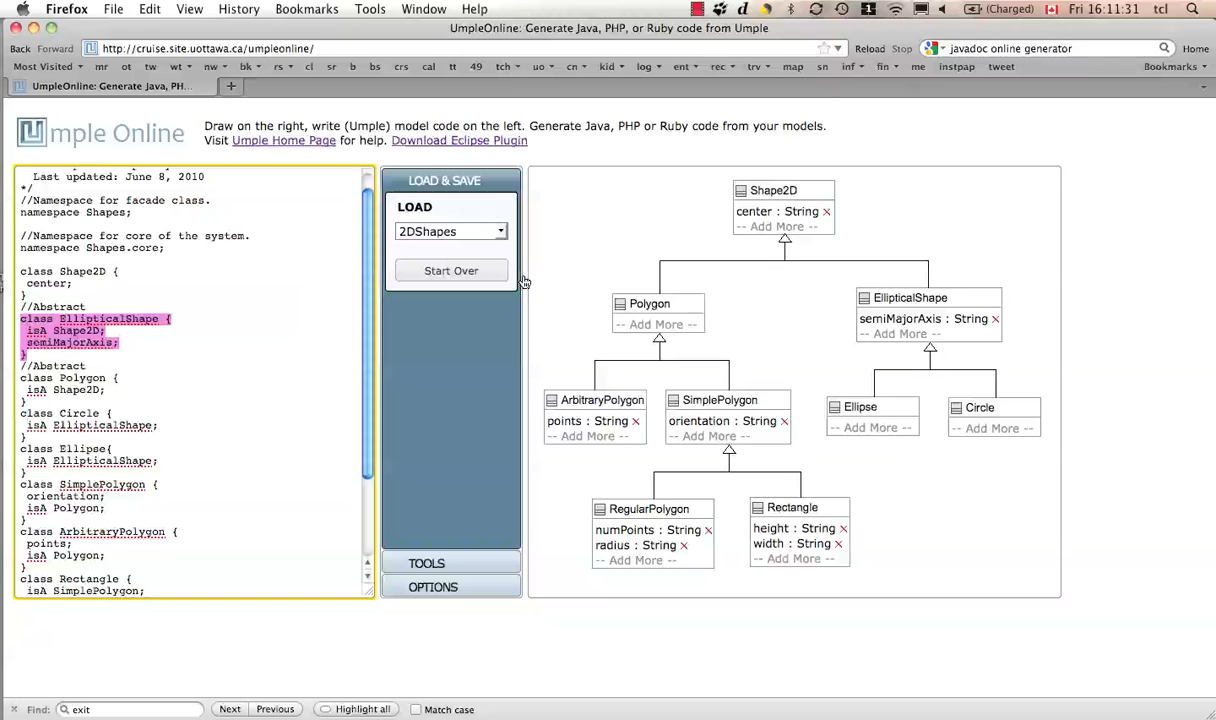 Firefox File Edit View History Bookmarks Tools Window Help (Charged) Fri 16:11:31 tcl
UmpleOnline: Generate Java, PHP, or Ruby code from Umple
Back Forward http://cruise.site.uottawa.ca/umpleonline/ Reload Stop javadoc online generator Home
Most Visited mr ot tw wt nw bk rs cl sr b bs crs cal tt 49 tch uo cn kid log ent rec trv map sn inf fin me instpap tweet Bookmarks
UmpleOnline: Generate Java, PH...
mple Online
Draw on the right, write (Umple) model code on the left. Generate Java, PHP or Ruby code from your models.
Visit Umple Home Page for help. Download Eclipse Plugin
Last updated: June 8, 2010
*/
//Namespace for facade class.
namespace Shapes;
//Namespace for core of the system.
namespace Shapes.core;
class Shape2D {
center;
}
//Abstract
class EllipticalShape {
isA Shape2D;
semiMajorAxis;
}
//Abstract
class Polygon {
isA Shape2D;
}
class Circle {
isA EllipticalShape;
}
class Ellipse{
isA EllipticalShape;
}
class SimplePolygon {
orientation;
isA Polygon;
}
class ArbitraryPolygon {
points;
isA Polygon;
}
class Rectangle {
isA SimplePolygon;
LOAD & SAVE
LOAD
2DShapes
Start Over
TOOLS
OPTIONS
Shape2D
center : String X
-- Add More --
Polygon
-- Add More --
EllipticalShape
semiMajorAxis : String X
-- Add More --
ArbitraryPolygon
points : String X
-- Add More --
SimplePolygon
orientation : String X
-- Add More --
Ellipse
-- Add More --
Circle
-- Add More --
RegularPolygon
numPoints : String X
radius : String X
-- Add More --
Rectangle
height : String X
width : String X
-- Add More --
Find: exit Next Previous Highlight all Match case